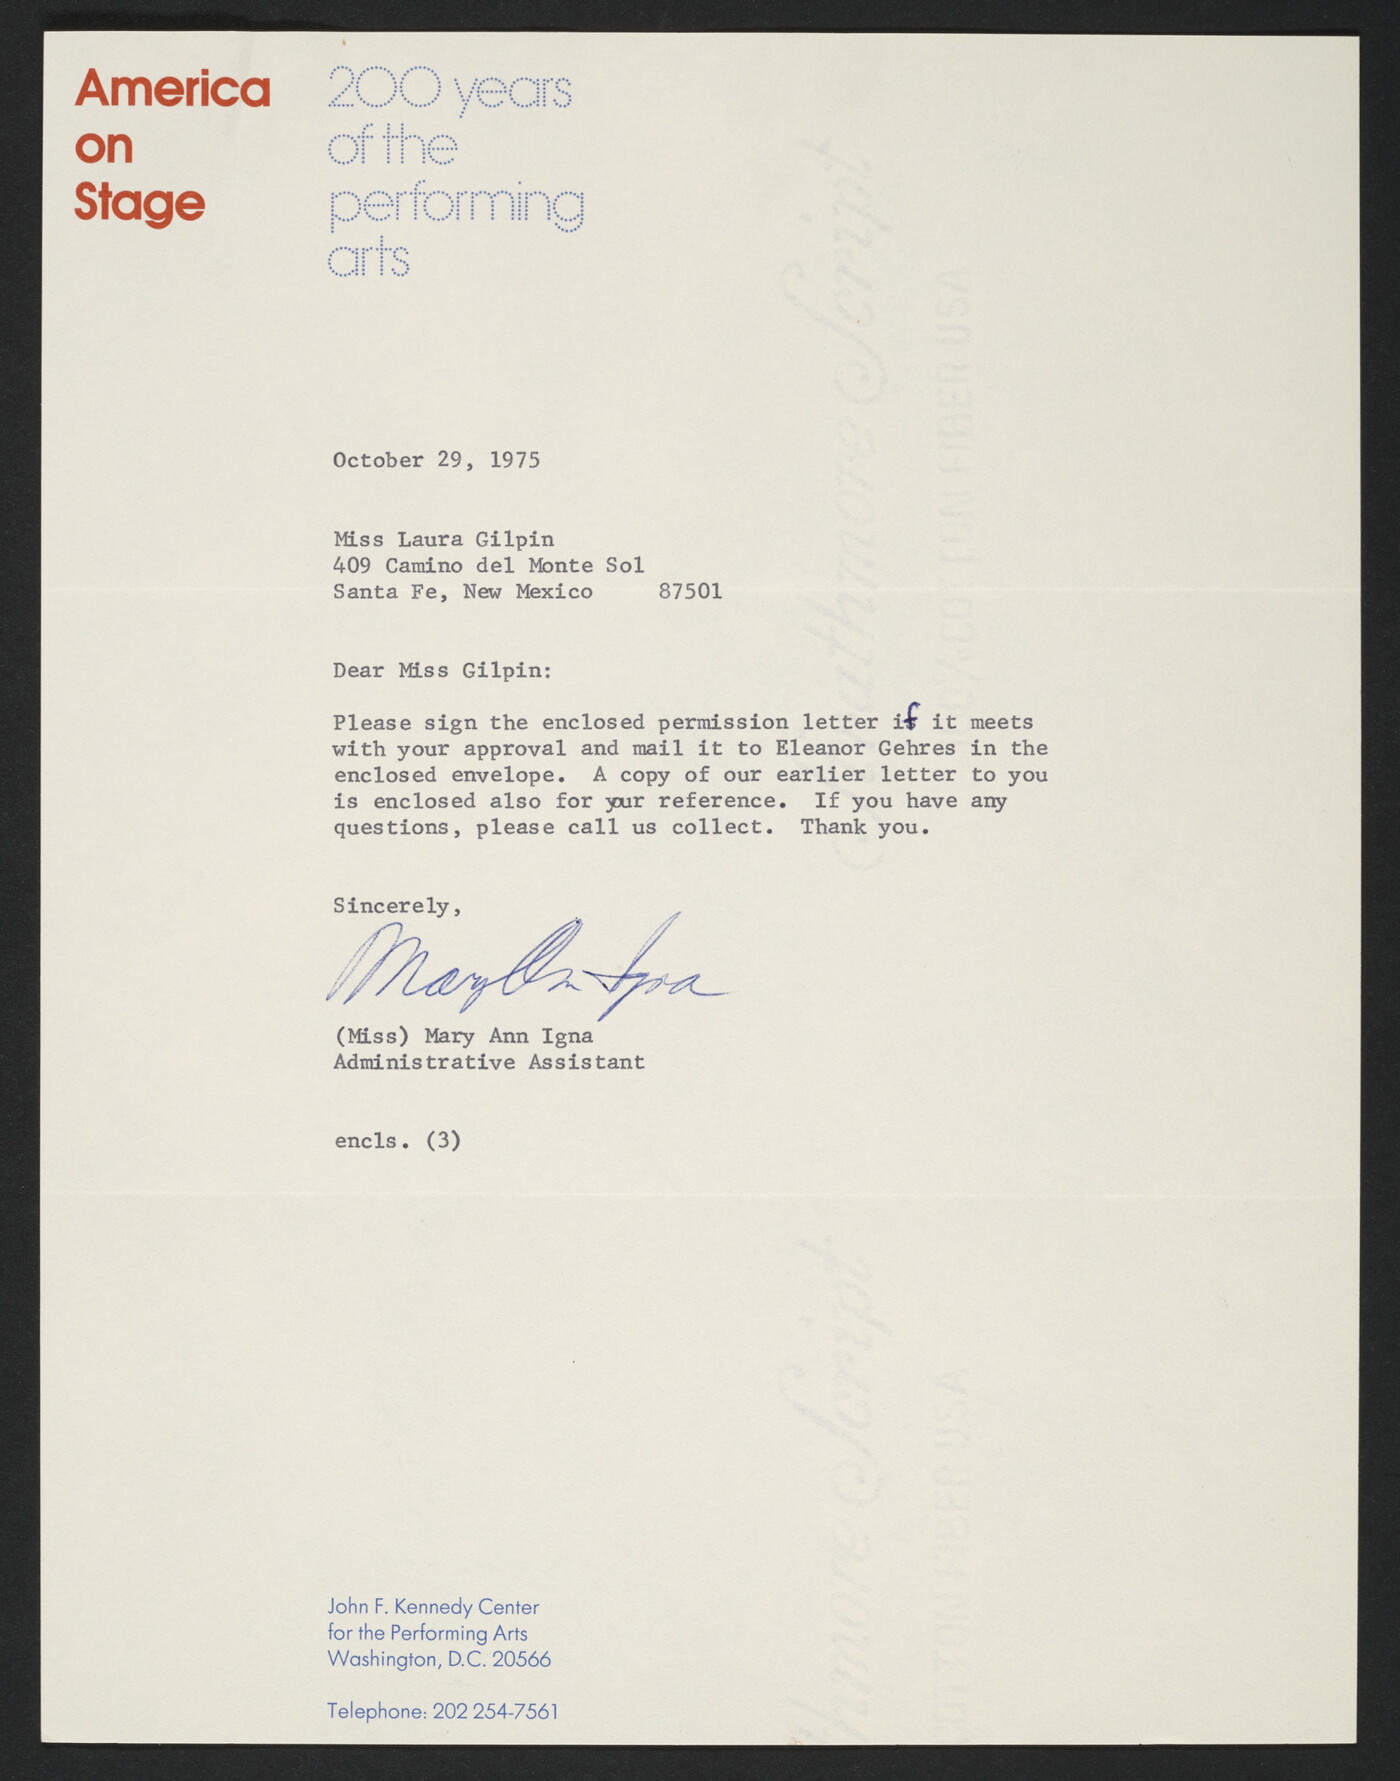 America
on
Stage
200 years
of the
performing
arts
October 29, 1975
Miss Laura Gilpin
409 Camino del Monte Sol
Santa Fe, New Mexico 87501
Dear Miss Gilpin:
Please sign the enclosed permission letter if it meets
with your approval and mail it to Eleanor Gehres in the
enclosed envelope. A copy of our earlier letter to you
is enclosed also for your reference. If you have any
questions, please call us collect. Thank you.
Sincerely,
Mary Ann Igna
(Miss) Mary Ann Igna
Administrative Assistant
encls. (3)
John F. Kennedy Center
for the Performing Arts
Washington, D.C. 20566
Telephone: 202 254-7561